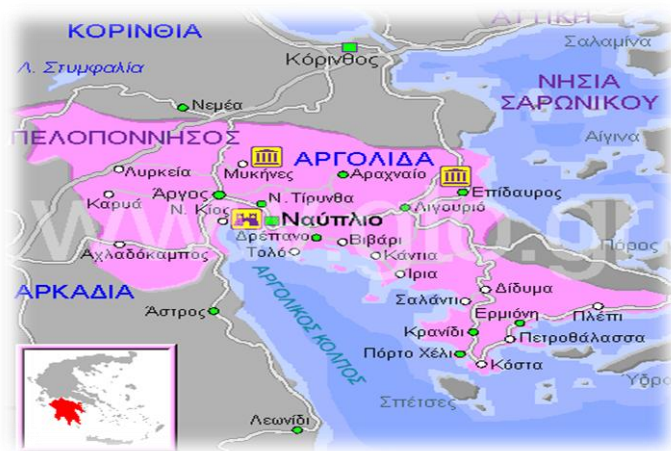 ΑΤΤΙΚΗ
ΚΟΡΙΝΘΙΑ
Σαλαμίνα
Κόρινθος
Λ. Στυμφαλία
ΝΗΣΙΑ
ΣΑΡΩΝΙΚΟΥ
Νεμέα
ΠΕΛΟΠΟΝΝΗΣΟΣ
Αίγινα
ΑΡΓΟΛΙΔΑ
Λυρκεία
Μυκήνες
Αραχναίο
Καρυά
Άργος
Ν. Τίρυνθα
Επίδαυρος
Ν. Κίος
Ναύπλιο
Λιγουριό
Δρέπανο
Βιβάρι
Πόρος
Αχλαδόκαμπος
Τολό
Κάντια
Ίρια
ΑΡΚΑΔΙΑ
Δίδυμα
Σαλάντι
Άστρος
ΑΡΓΟΛΙΚΟΣ ΚΟΛΠΟΣ
Ερμιόνη
Πλέπι
Κρανίδι
Πετροθάλασσα
Πόρτο Χέλι
Κόστα
Ύδρα
Σπέτσες
Λεωνίδι